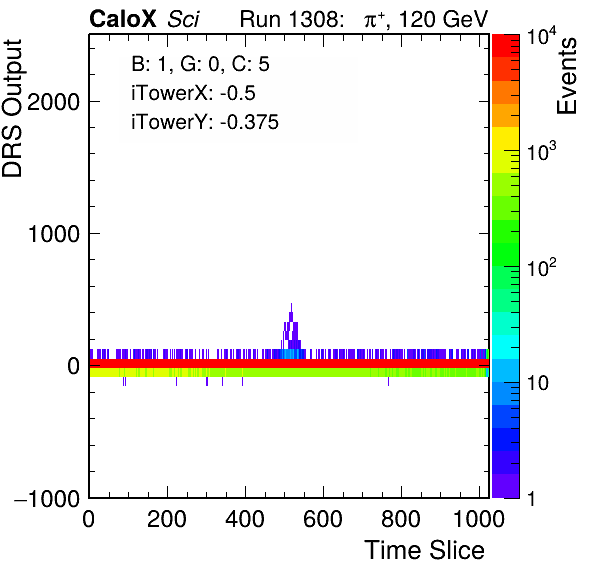 CaloX Sci Run 1308: π⁺, 120 GeV
B: 1, G: 0, C: 5
iTowerX: -0.5
iTowerY: -0.375
DRS Output
2000
1000
0
−1000
0 200 400 600 800 1000
Time Slice
10⁴
10³
10²
10
1
Events